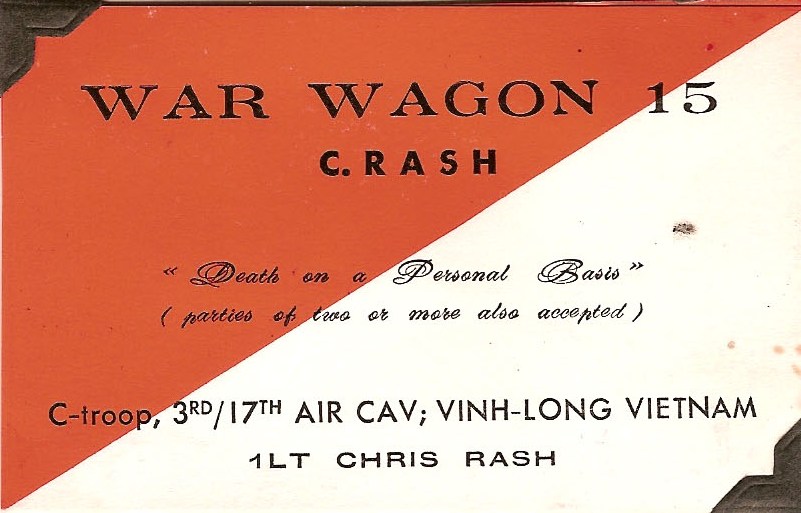 WAR WAGON 15
C. RASH
“Death on a Personal Basis”
( parties of two or more also accepted )
C-troop, 3RD/17TH AIR CAV; VINH-LONG VIETNAM
1LT CHRIS RASH